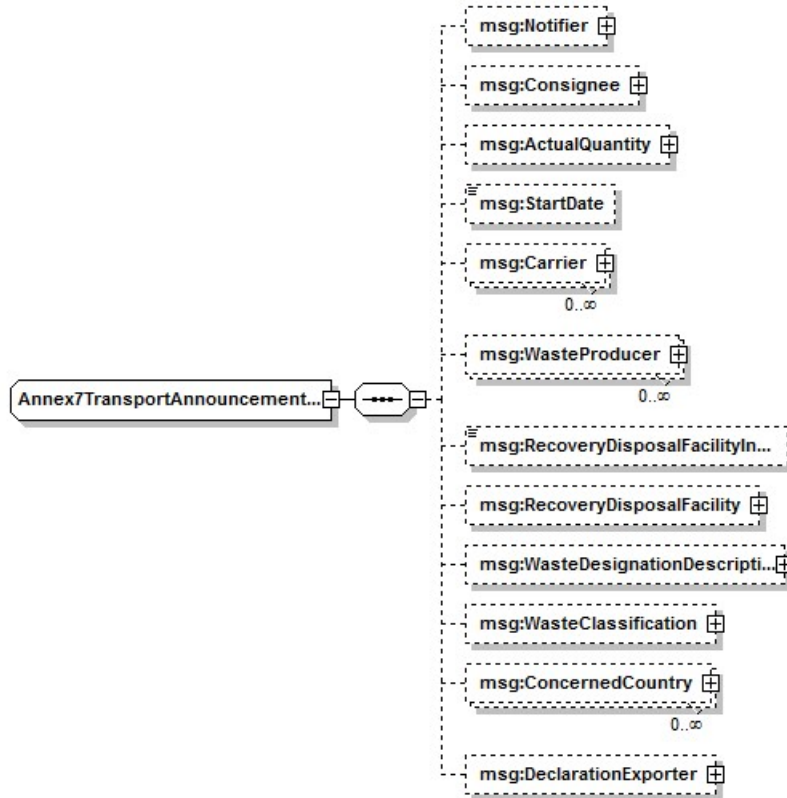 msg:Notifier
msg:Consignee
msg:ActualQuantity
msg:StartDate
msg:Carrier
0..∞
msg:WasteProducer
0..∞
Annex7TransportAnnouncement...
msg:RecoveryDisposalFacilityIn...
msg:RecoveryDisposalFacility
msg:WasteDesignationDescripti...
msg:WasteClassification
msg:ConcernedCountry
0..∞
msg:DeclarationExporter